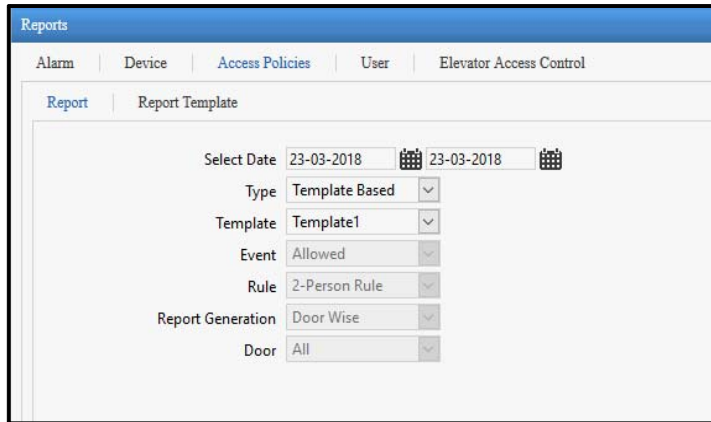 Reports
Alarm Device Access Policies User Elevator Access Control
Report Report Template
Select Date 23-03-2018 23-03-2018
Type Template Based
Template Template1
Event Allowed
Rule 2-Person Rule
Report Generation Door Wise
Door All